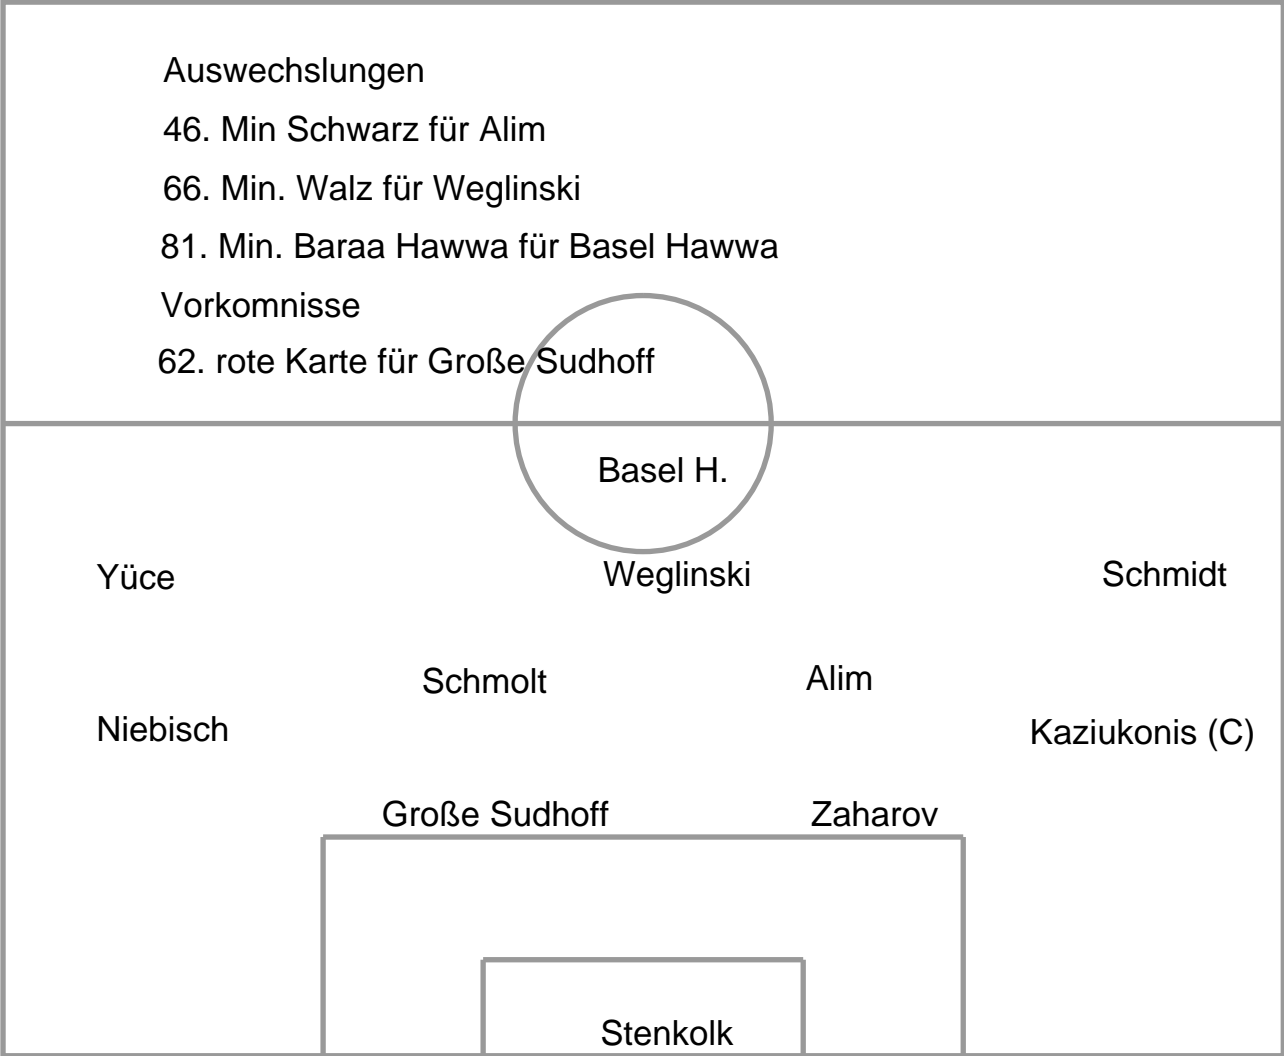 Auswechslungen
46. Min Schwarz für Alim
66. Min. Walz für Weglinski
81. Min. Baraa Hawwa für Basel Hawwa
Vorkomnisse
62. rote Karte für Große Sudhoff
Basel H.
Yüce Weglinski Schmidt
Schmolt Alim
Niebisch Kaziukonis (C)
Große Sudhoff Zaharov
Stenkolk